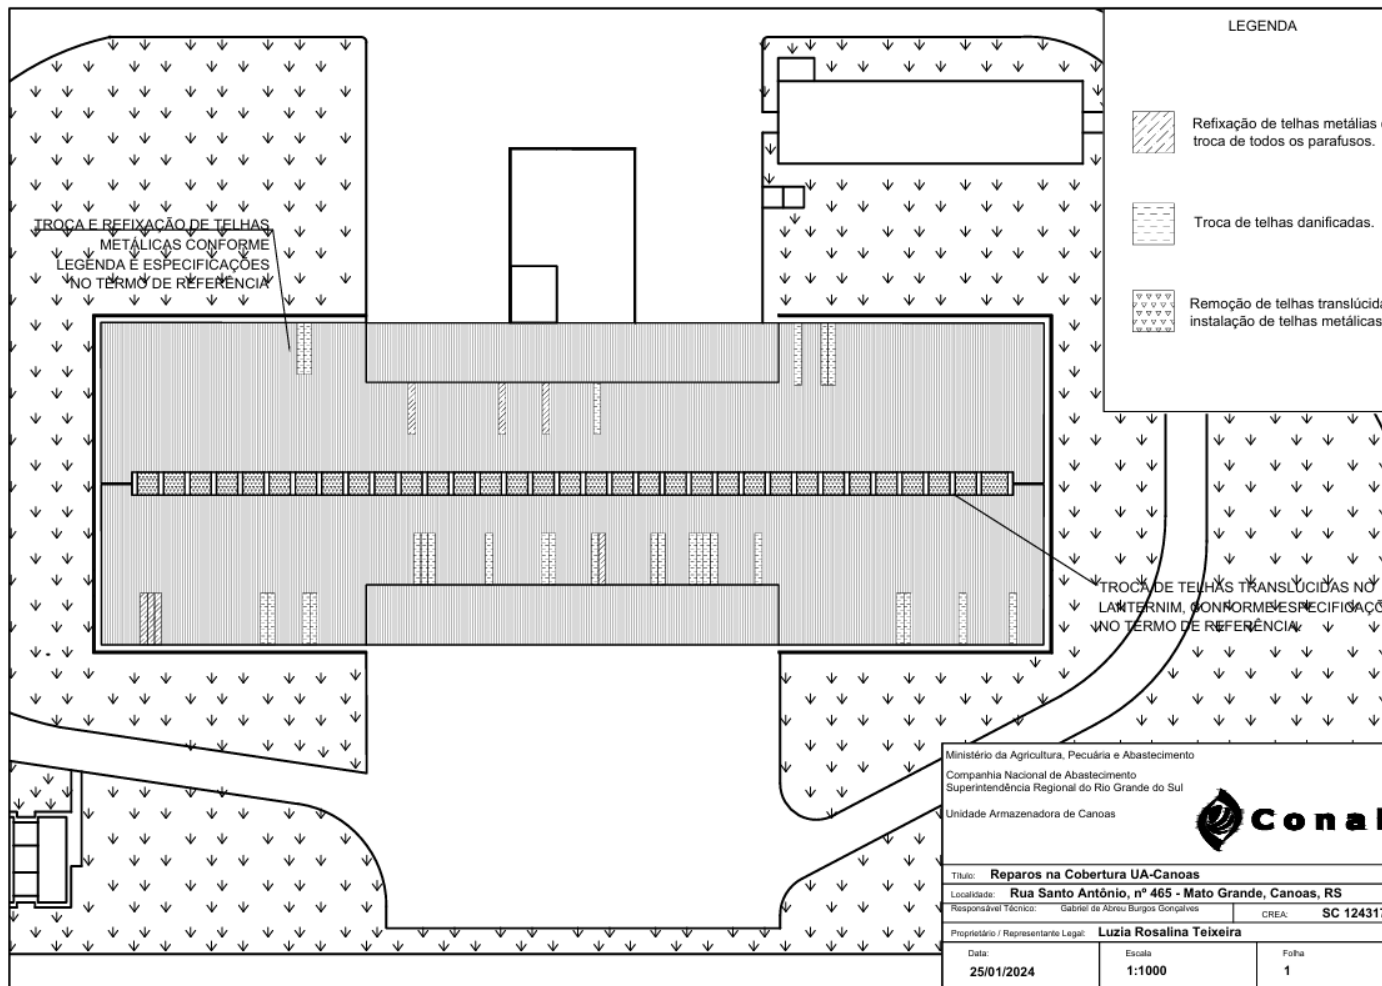 LEGENDA
Refixação de telhas metálias
troca de todos os parafusos.
Troca de telhas danificadas.
Remoção de telhas translúcida
instalação de telhas metálicas
TROCA E REFIXAÇÃO DE TELHAS
METÁLICAS CONFORME
LEGENDA E ESPECIFICAÇÕES
NO TERMO DE REFERÊNCIA
TROCA DE TELHAS TRANSLÚCIDAS NO
LANTERNIM, CONFORME ESPECIFICAÇÕ
NO TERMO DE REFERÊNCIA
Ministério da Agricultura, Pecuária e Abastecimento
Companhia Nacional de Abastecimento
Superintendência Regional do Rio Grande do Sul
Unidade Armazenadora de Canoas
Conab
Título: Reparos na Cobertura UA-Canoas
Localidade: Rua Santo Antônio, nº 465 - Mato Grande, Canoas, RS
Responsável Técnico: Gabriel de Abreu Burgos Gonçalves CREA: SC 124317
Proprietário / Representante Legal: Luzia Rosalina Teixeira
Data: Escala Folha
25/01/2024 1:1000 1